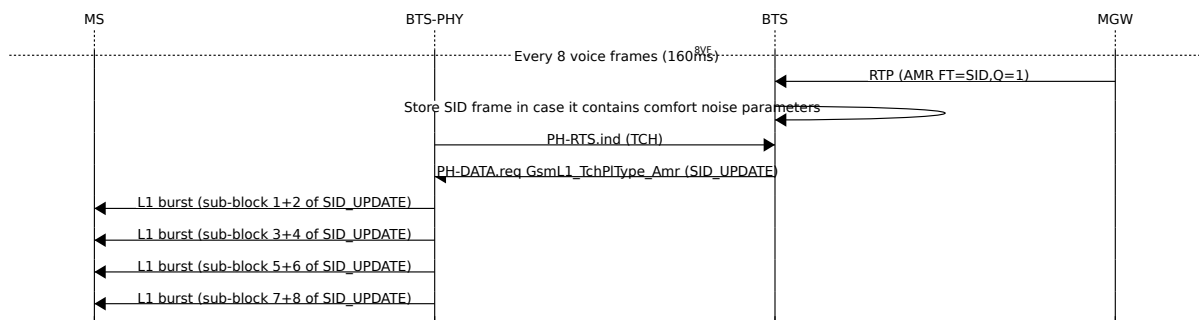 MS
BTS-PHY
BTS
MGW
Every 8 voice frames (160ms) 8VF
RTP (AMR FT=SID,Q=1)
Store SID frame in case it contains comfort noise parameters
PH-RTS.ind (TCH)
PH-DATA.req GsmL1_TchPlType_Amr (SID_UPDATE)
L1 burst (sub-block 1+2 of SID_UPDATE)
L1 burst (sub-block 3+4 of SID_UPDATE)
L1 burst (sub-block 5+6 of SID_UPDATE)
L1 burst (sub-block 7+8 of SID_UPDATE)